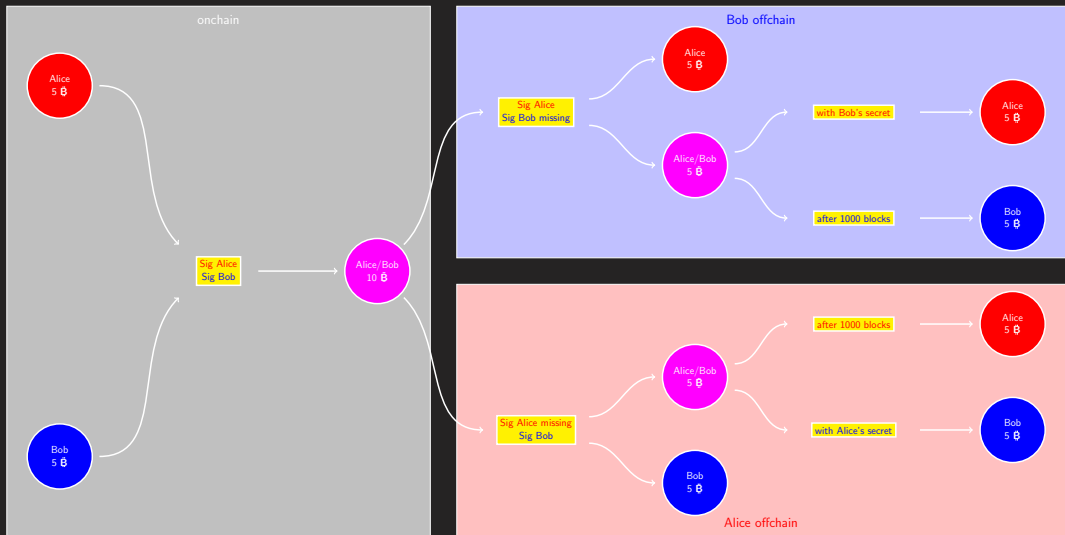 onchain
Alice
5 ₿
Sig Alice
Sig Bob
Alice/Bob
10 ₿
Bob
5 ₿
Bob offchain
Sig Alice
Sig Bob missing
Alice
5 ₿
Alice/Bob
5 ₿
with Bob's secret
Alice
5 ₿
after 1000 blocks
Bob
5 ₿
Sig Alice missing
Sig Bob
Alice/Bob
5 ₿
after 1000 blocks
Alice
5 ₿
with Alice's secret
Bob
5 ₿
Bob
5 ₿
Alice offchain